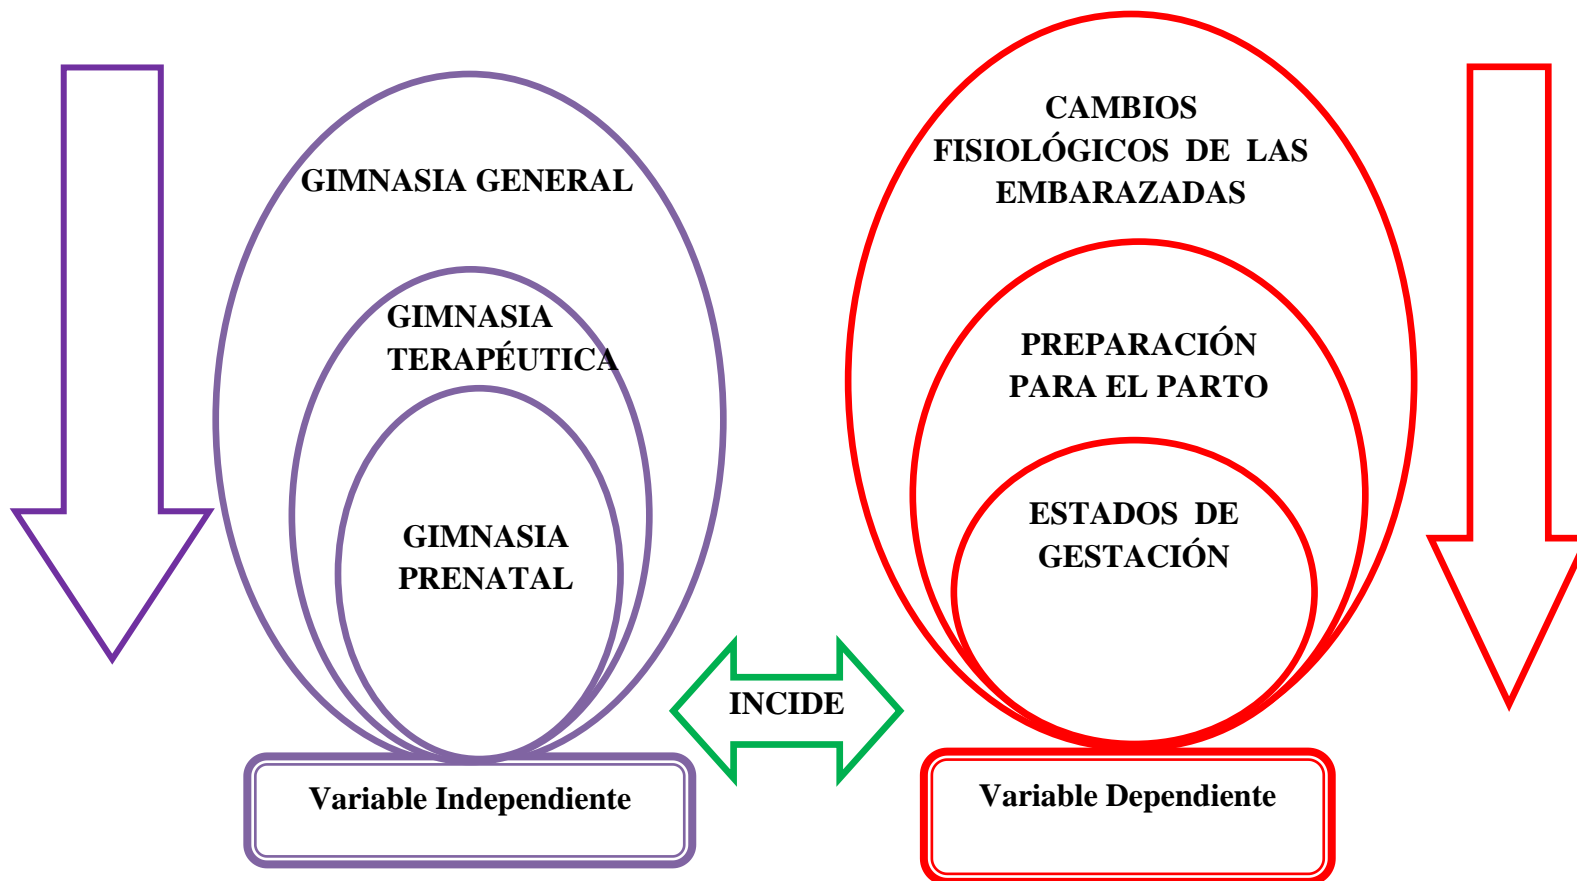 GIMNASIA GENERAL
GIMNASIA
TERAPÉUTICA
GIMNASIA
PRENATAL
Variable Independiente
INCIDE
CAMBIOS
FISIOLÓGICOS DE LAS
EMBARAZADAS
PREPARACIÓN
PARA EL PARTO
ESTADOS DE
GESTACIÓN
Variable Dependiente